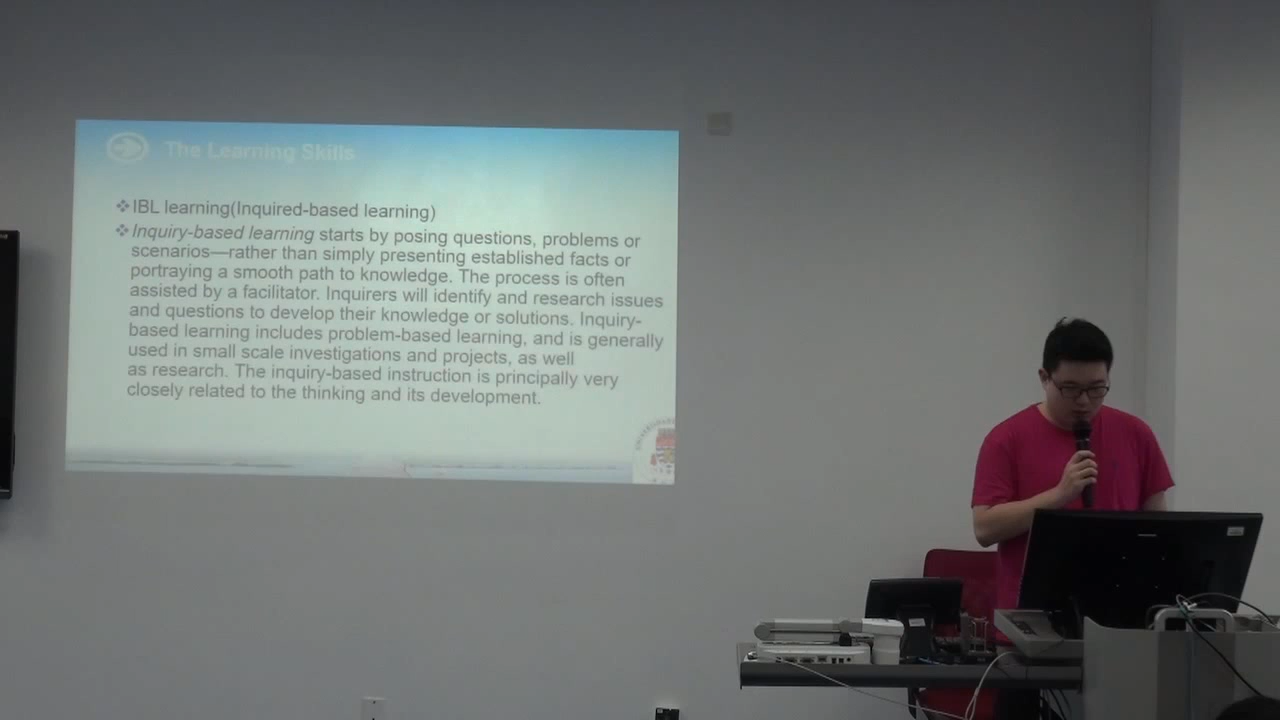 The Learning Skills
IBL learning(Inquired-based learning)
Inquiry-based learning starts by posing questions, problems or
scenarios—rather than simply presenting established facts or
portraying a smooth path to knowledge. The process is often
assisted by a facilitator. Inquirers will identify and research issues
and questions to develop their knowledge or solutions. Inquiry-
based learning includes problem-based learning, and is generally
used in small scale investigations and projects, as well
as research. The inquiry-based instruction is principally very
closely related to the thinking and its development.